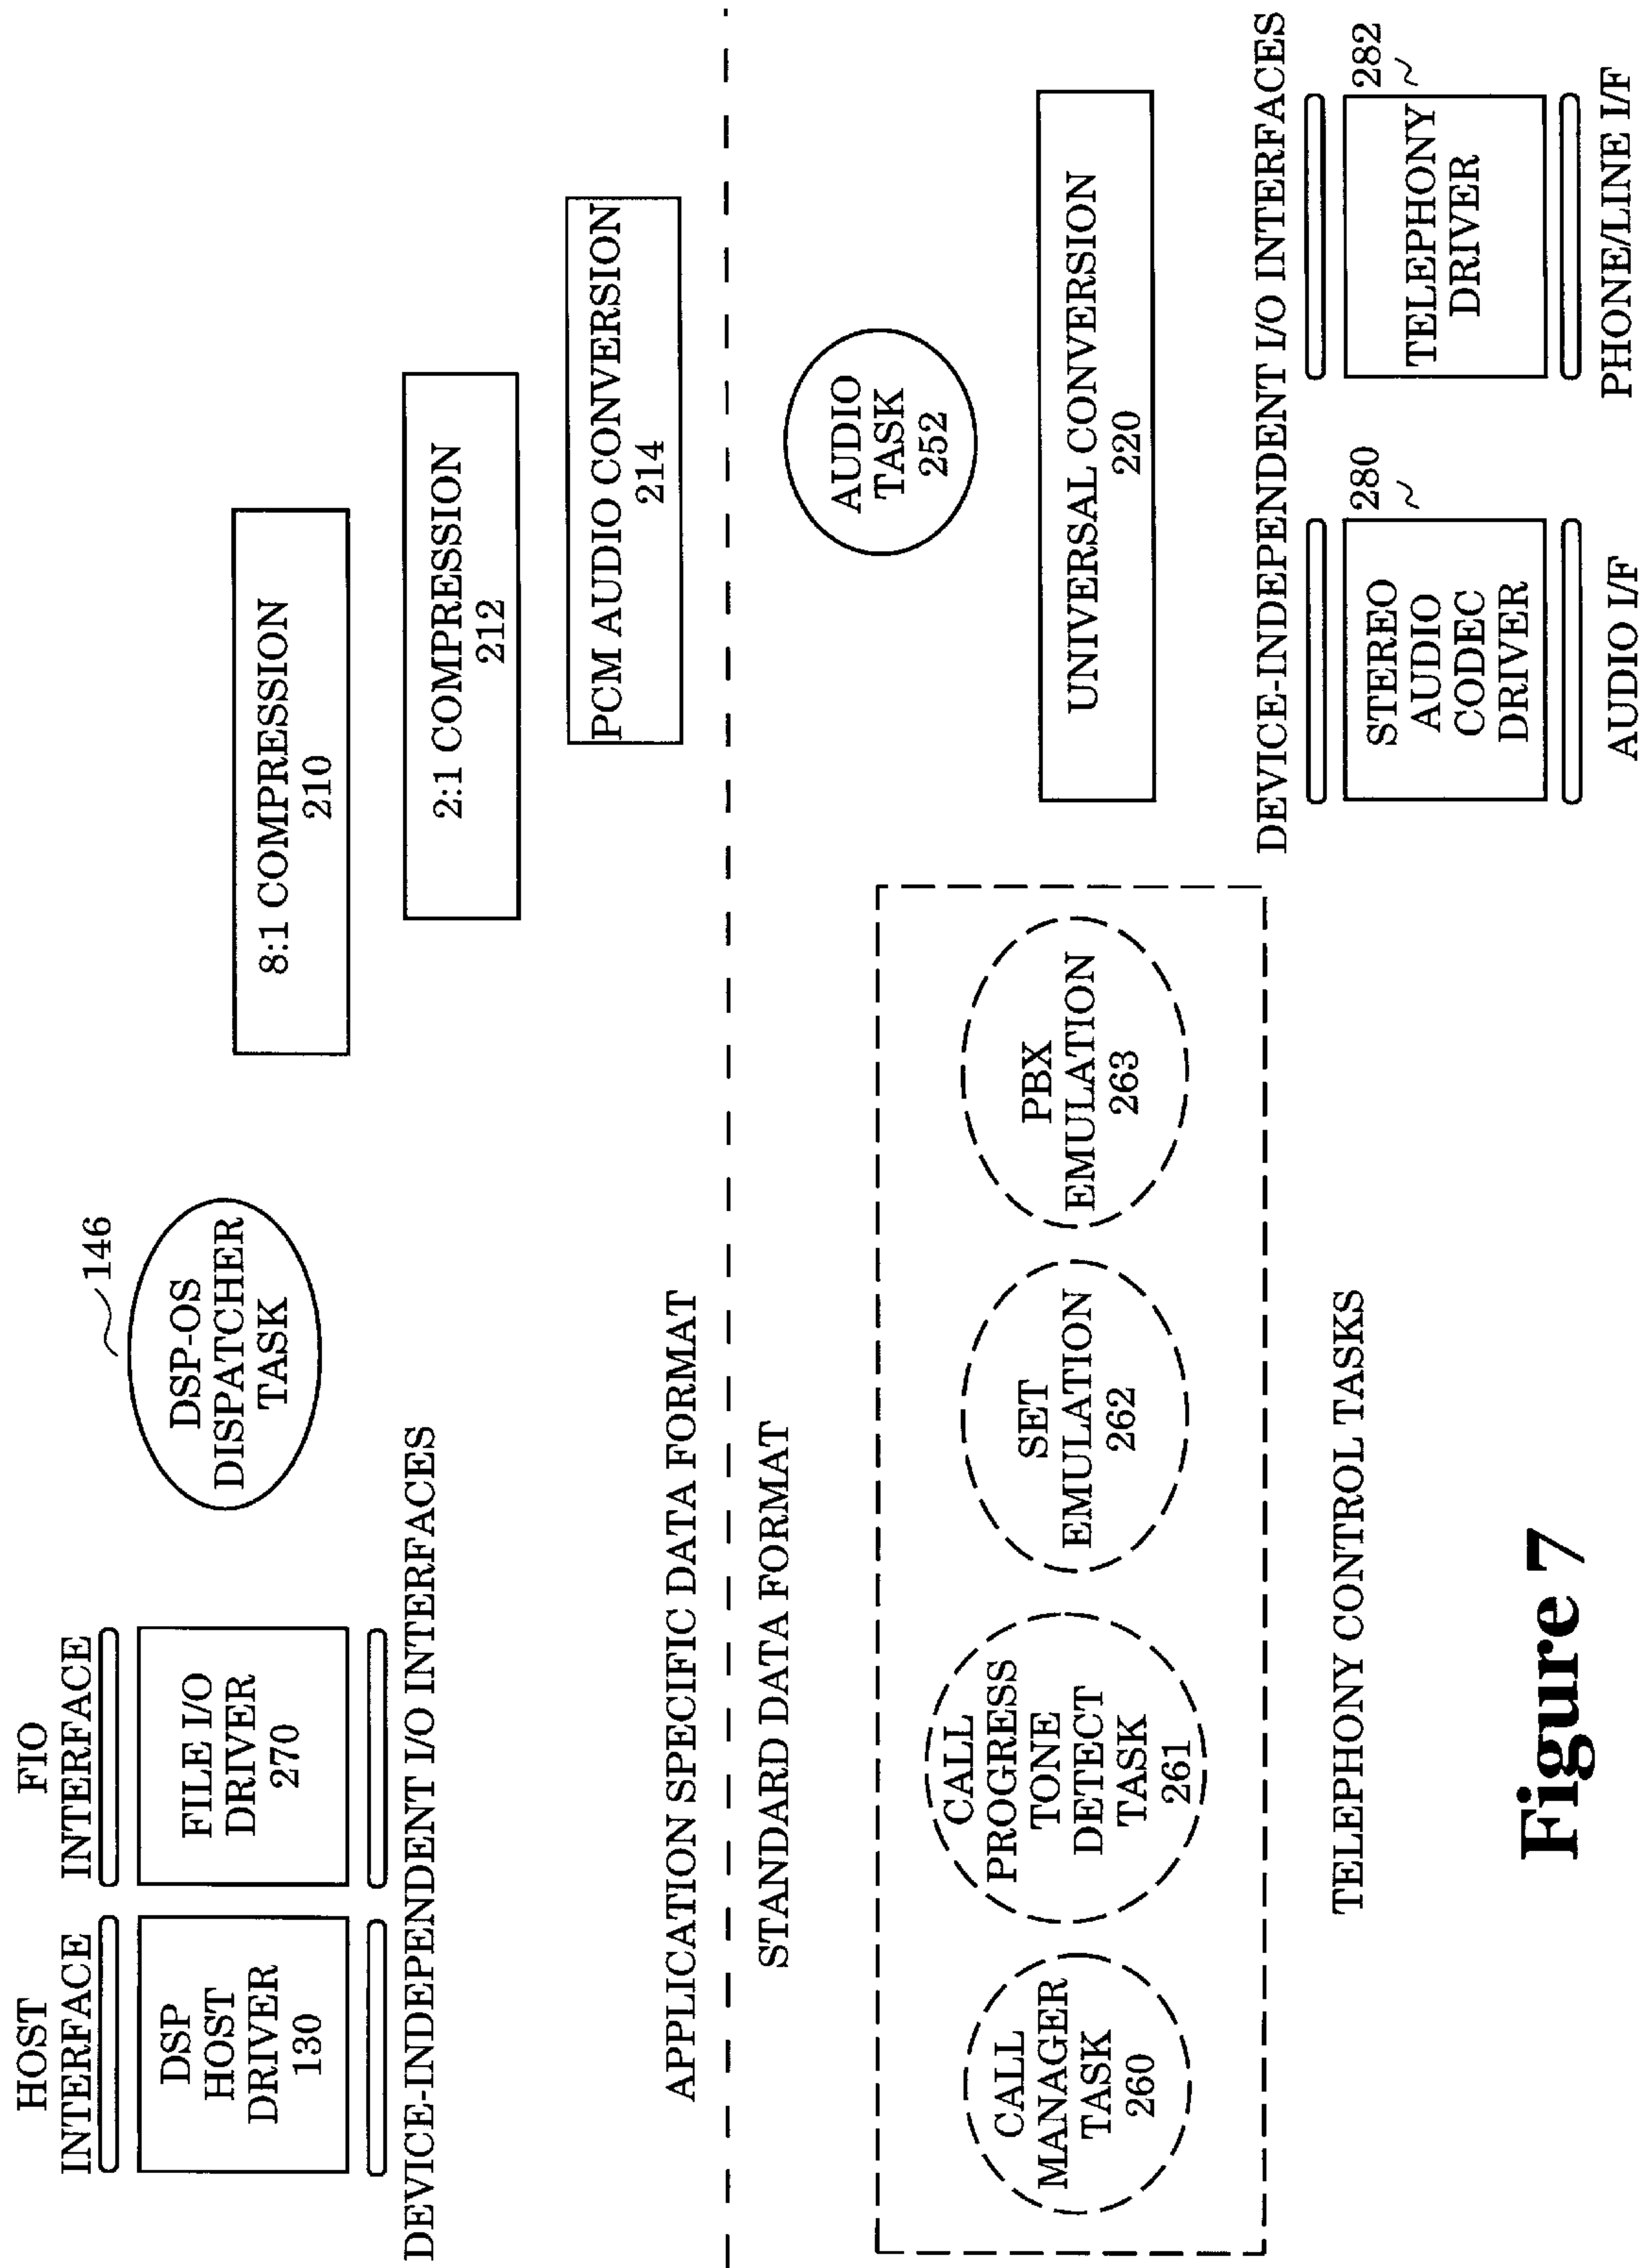 HOST
INTERFACE
FIO
INTERFACE
DSP
HOST
DRIVER
130
FILE I/O
DRIVER
270
DEVICE-INDEPENDENT I/O INTERFACES
146
DSP-OS
DISPATCHER
TASK
8:1 COMPRESSION
210
2:1 COMPRESSION
212
PCM AUDIO CONVERSION
214
APPLICATION SPECIFIC DATA FORMAT
STANDARD DATA FORMAT
CALL
MANAGER
TASK
260
CALL
PROGRESS
TONE
DETECT
TASK
261
SET
EMULATION
262
PBX
EMULATION
263
TELEPHONY CONTROL TASKS
AUDIO
TASK
252
UNIVERSAL CONVERSION
220
DEVICE-INDEPENDENT I/O INTERFACES
280
STEREO
AUDIO
CODEC
DRIVER
AUDIO I/F
282
TELEPHONY
DRIVER
PHONE/LINE I/F
Figure 7